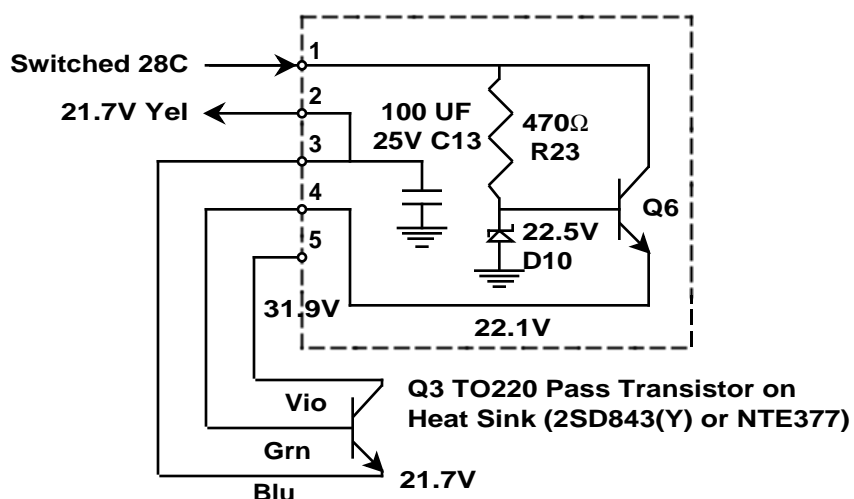 1
Switched 28C
2
21.7V Yel
100 UF
25V C13
470Ω
R23
3
4
Q6
5
22.5V
D10
31.9V
22.1V
Q3 TO220 Pass Transistor on
Heat Sink (2SD843(Y) or NTE377)
Vio
Grn
21.7V
Blu